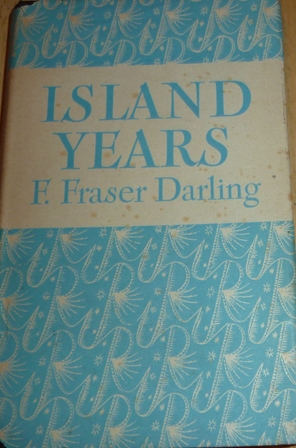 ISLAND
YEARS
F. Fraser Darling